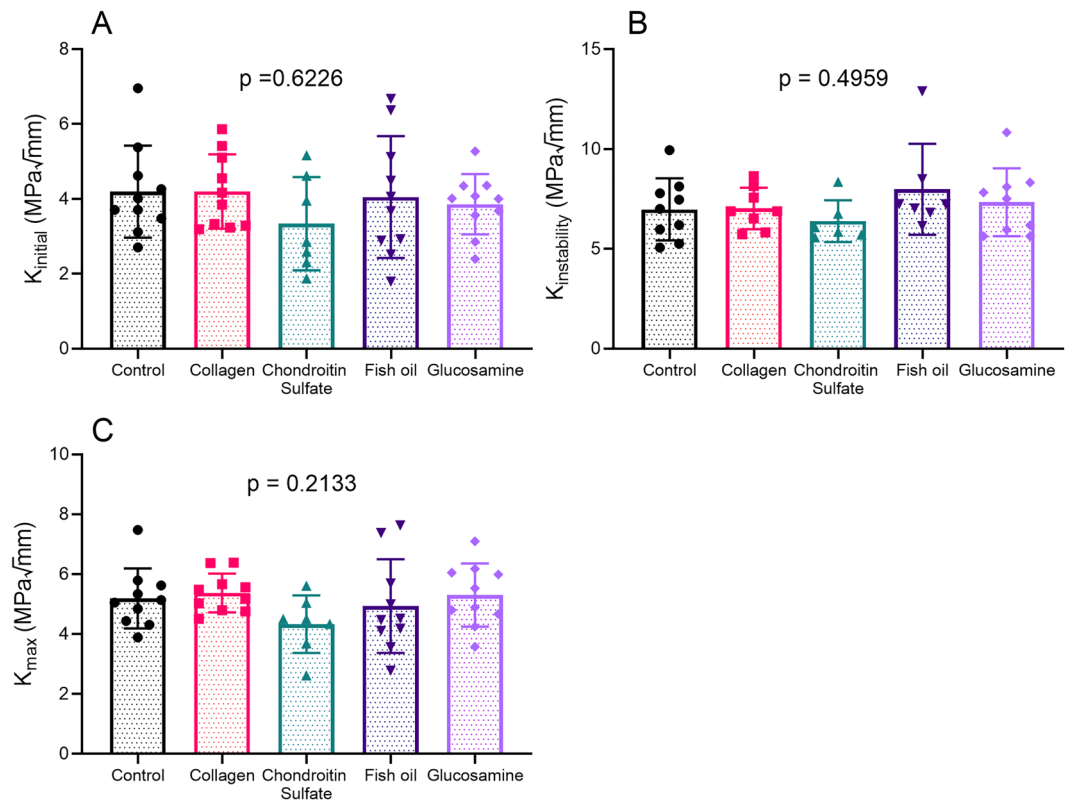 A
K_initial (MPa√mm)
8
6
4
2
0
p =0.6226
Control
Collagen
Chondroitin
Sulfate
Fish oil
Glucosamine
B
K_instability (MPa√mm)
15
10
5
0
p = 0.4959
Control
Collagen
Chondroitin
Sulfate
Fish oil
Glucosamine
C
K_max (MPa√mm)
10
8
6
4
2
0
p = 0.2133
Control
Collagen
Chondroitin
Sulfate
Fish oil
Glucosamine